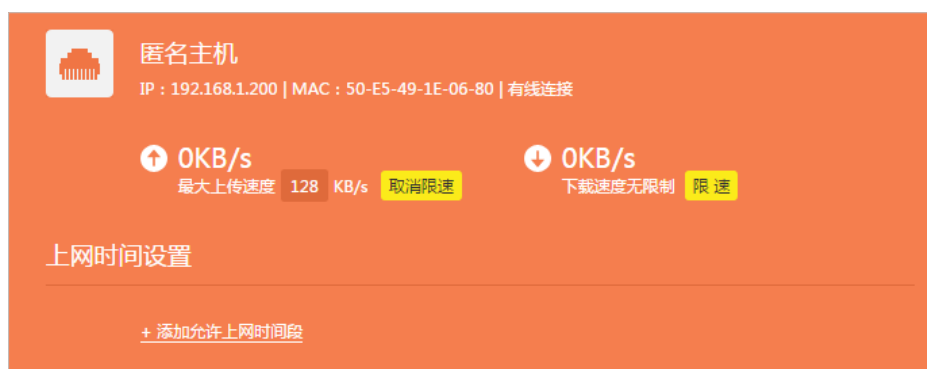 匿名主机
IP：192.168.1.200 | MAC：50-E5-49-1E-06-80 | 有线连接
0KB/s 0KB/s
最大上传速度 128 KB/s 取消限速 下载速度无限制 限 速
上网时间设置
+ 添加允许上网时间段